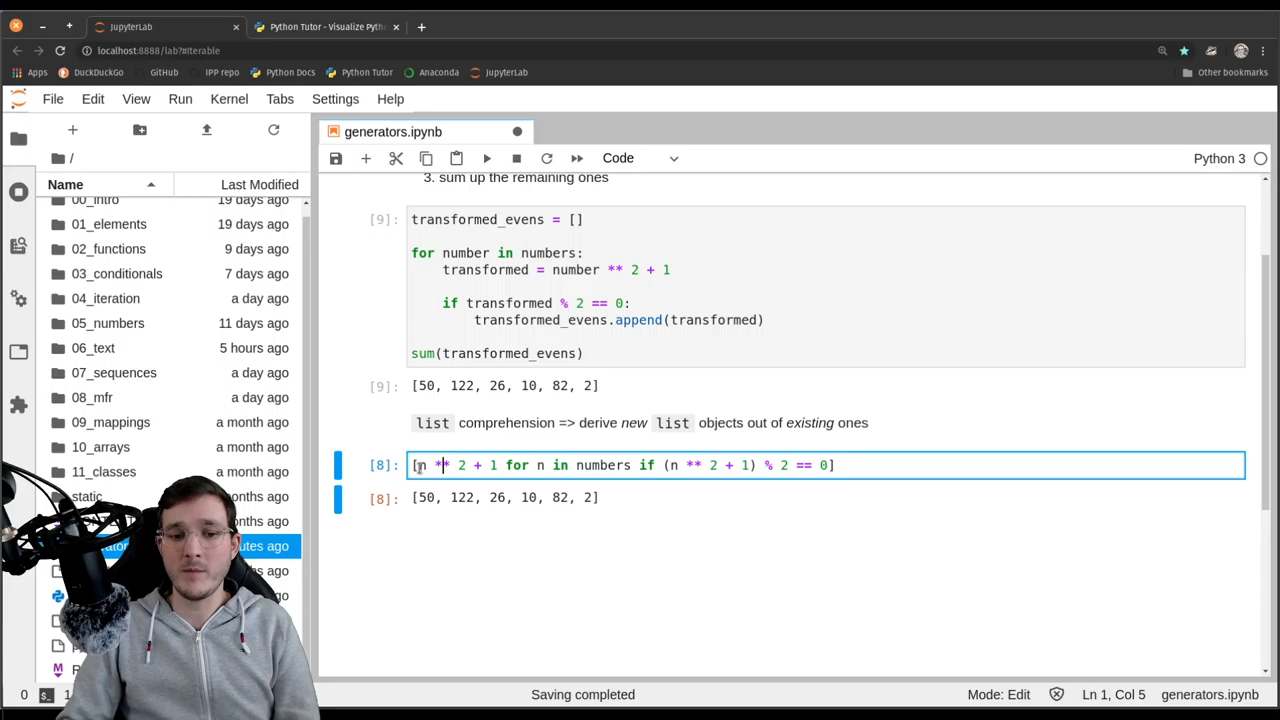 JupyterLab
Python Tutor - Visualize Pyth
localhost:8888/lab?#Iterable
Apps DuckDuckGo GitHub IPP repo Python Docs Python Tutor Anaconda JupyterLab Other bookmarks
File Edit View Run Kernel Tabs Settings Help
generators.ipynb
/
Code
Python 3
Name Last Modified
00_intro 19 days ago
01_elements 19 days ago
02_functions 9 days ago
03_conditionals 7 days ago
04_iteration a day ago
05_numbers 11 days ago
06_text 5 hours ago
07_sequences a day ago
08_mfr a day ago
09_mappings a month ago
10_arrays a month ago
11_classes a month ago
static
ago
onths ago
utes ago
ago
ago
ago
M R
3. sum up the remaining ones
[9]: transformed_evens = []
for number in numbers:
transformed = number ** 2 + 1
if transformed % 2 == 0:
transformed_evens.append(transformed)
sum(transformed_evens)
[9]: [50, 122, 26, 10, 82, 2]
list comprehension => derive new list objects out of existing ones
[8]: [n ** 2 + 1 for n in numbers if (n ** 2 + 1) % 2 == 0]
[8]: [50, 122, 26, 10, 82, 2]
0 $_ 1
Saving completed
Mode: Edit Ln 1, Col 5 generators.ipynb